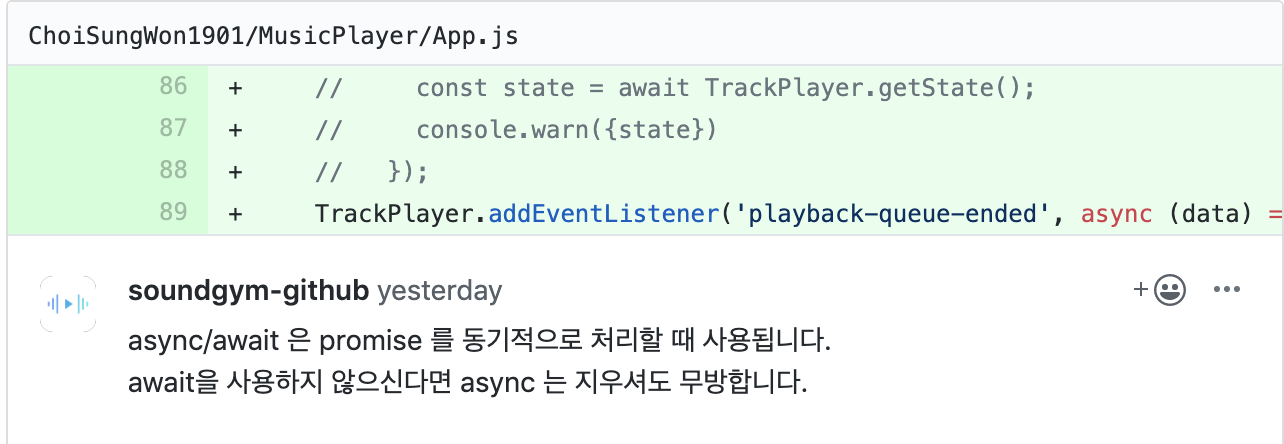 ChoiSungWon1901/MusicPlayer/App.js
86 + // const state = await TrackPlayer.getState();
87 + // console.warn({state})
88 + // });
89 + TrackPlayer.addEventListener('playback-queue-ended', async (data) =
soundgym-github yesterday
async/await 은 promise 를 동기적으로 처리할 때 사용됩니다.
await을 사용하지 않으신다면 async 는 지우셔도 무방합니다.